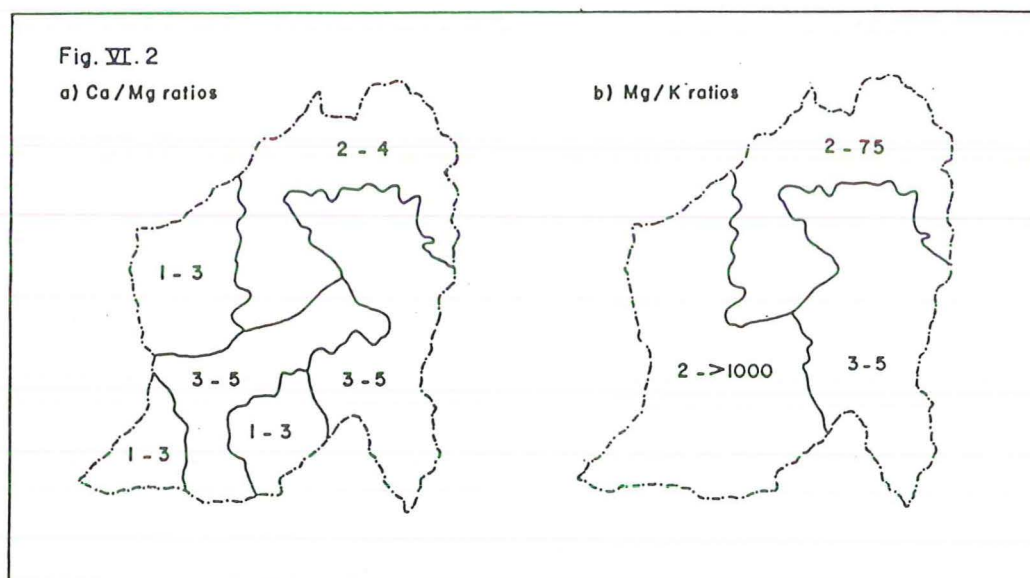 Fig. VI. 2
a) Ca/Mg ratios
b) Mg/K ratios
2 - 4
1 - 3
3 - 5
3 - 5
1 - 3
1 - 3
2 - 75
3 - 5
2 - >1000